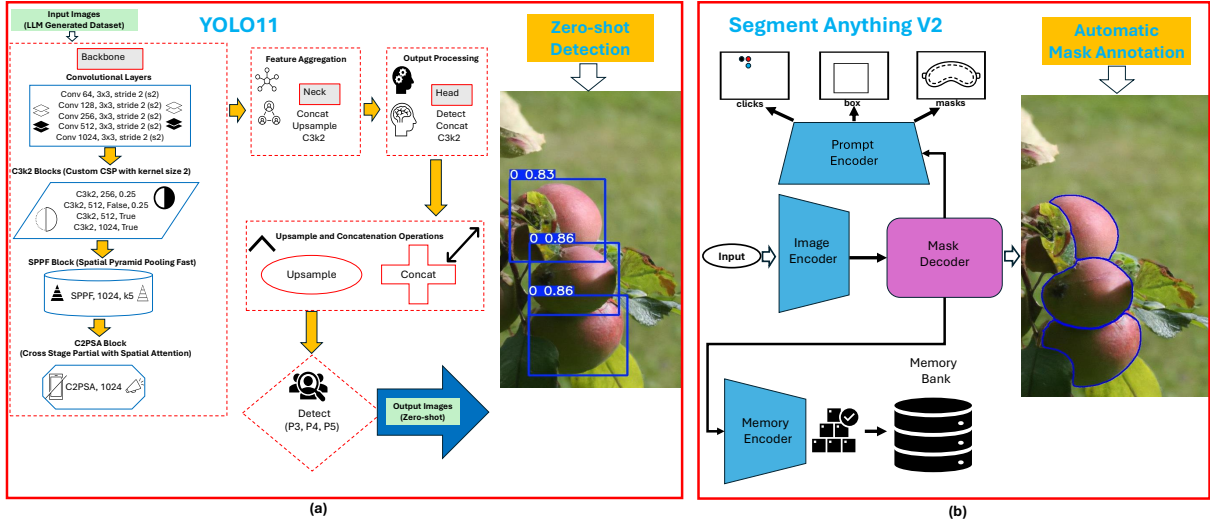 Input Images
(LLM Generated Dataset)
YOLO11
Backbone
Convolutional Layers
Conv 64, 3x3, stride 2 (s2)
Conv 128, 3x3, stride 2 (s2)
Conv 256, 3x3, stride 2 (s2)
Conv 512, 3x3, stride 2 (s2)
Conv 1024, 3x3, stride 2 (s2)
C3k2 Blocks (Custom CSP with kernel size 2)
C3k2, 256, 0.25
C3k2, 512, False, 0.25
C3k2, 512, True
C3k2, 1024, True
SPPF Block (Spatial Pyramid Pooling Fast)
SPPF, 1024, k5
C2PSA Block
(Cross Stage Partial with Spatial Attention)
C2PSA, 1024
Feature Aggregation
Neck
Concat
Upsample
C3k2
Output Processing
Head
Detect
Concat
C3k2
Upsample and Concatenation Operations
Upsample
Concat
Detect
(P3, P4, P5)
Output Images
(Zero-shot)
Zero-shot
Detection
0 0.83
0 0.86
0 0.86
(a)
Segment Anything V2
clicks
box
masks
Prompt
Encoder
Input
Image
Encoder
Mask
Decoder
Memory
Encoder
Memory
Bank
Automatic
Mask Annotation
(b)